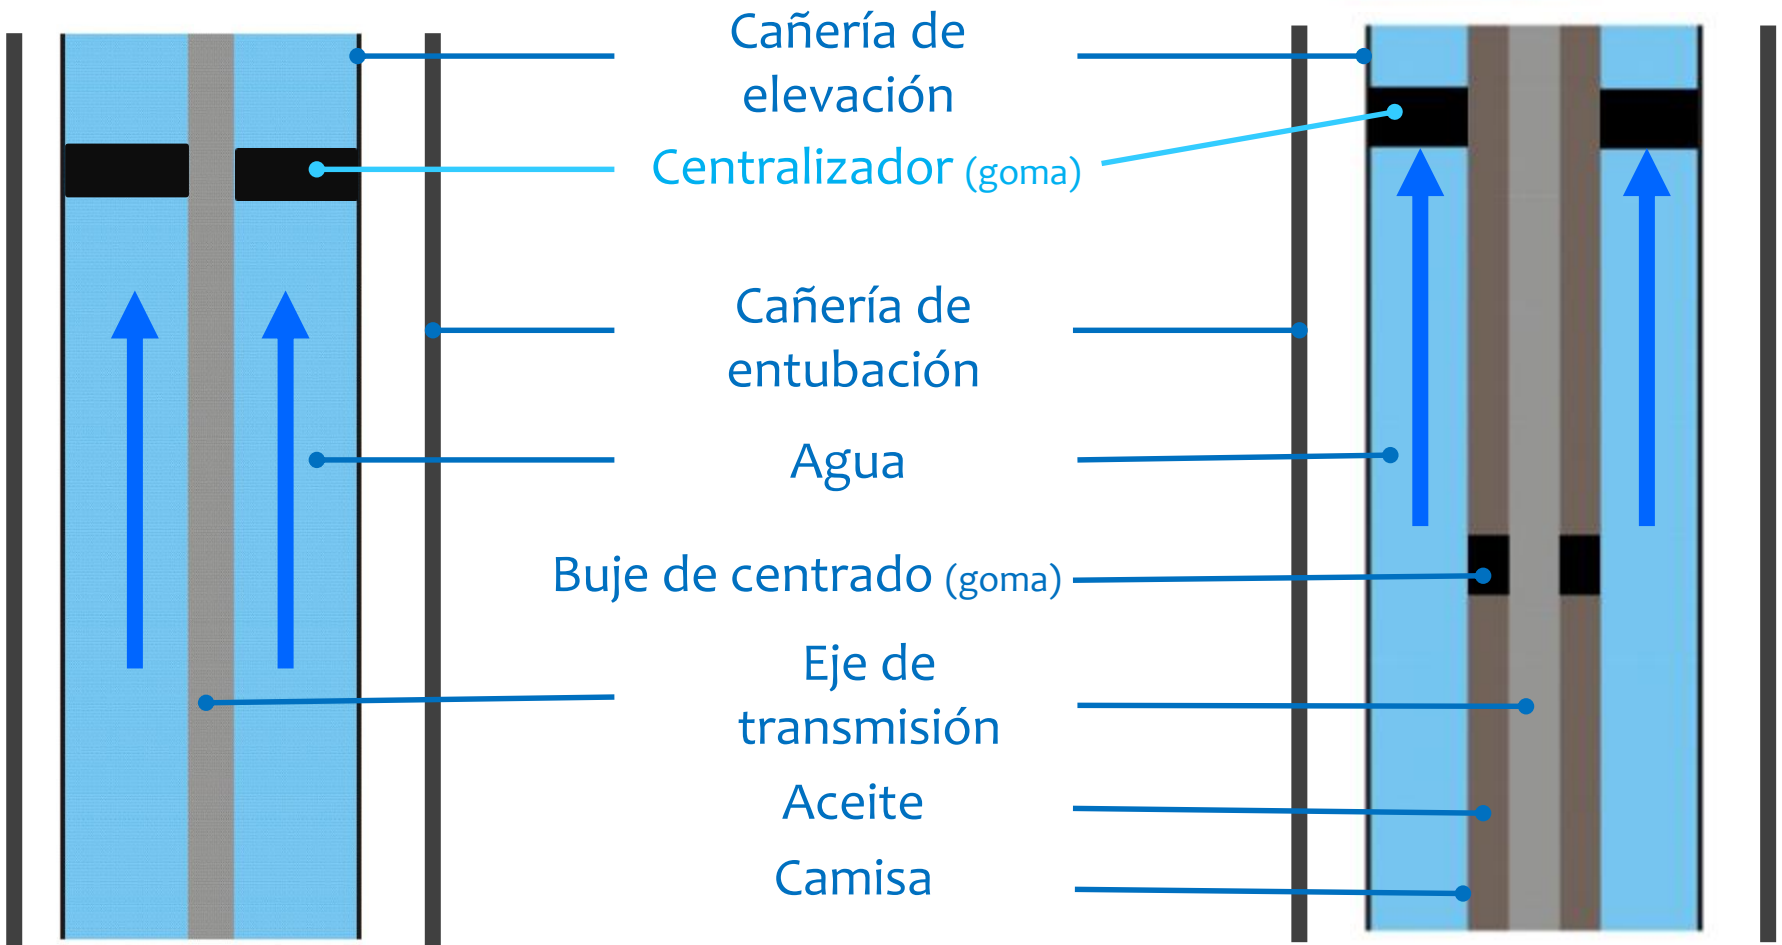 Cañería de
elevación
Centralizador (goma)
Cañería de
entubación
Agua
Buje de centrado (goma)
Eje de
transmisión
Aceite
Camisa